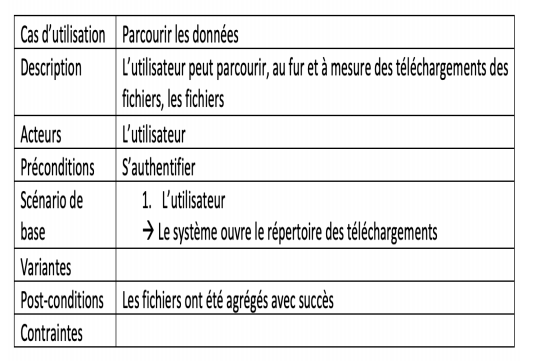 Cas d'utilisation Parcourir les données
Description L'utilisateur peut parcourir, au fur et à mesure des téléchargements des
fichiers, les fichiers
Acteurs L'utilisateur
Préconditions S'authentifier
Scénario de 1. L'utilisateur
base → Le système ouvre le répertoire des téléchargements
Variantes
Post-conditions Les fichiers ont été agrégés avec succès
Contraintes